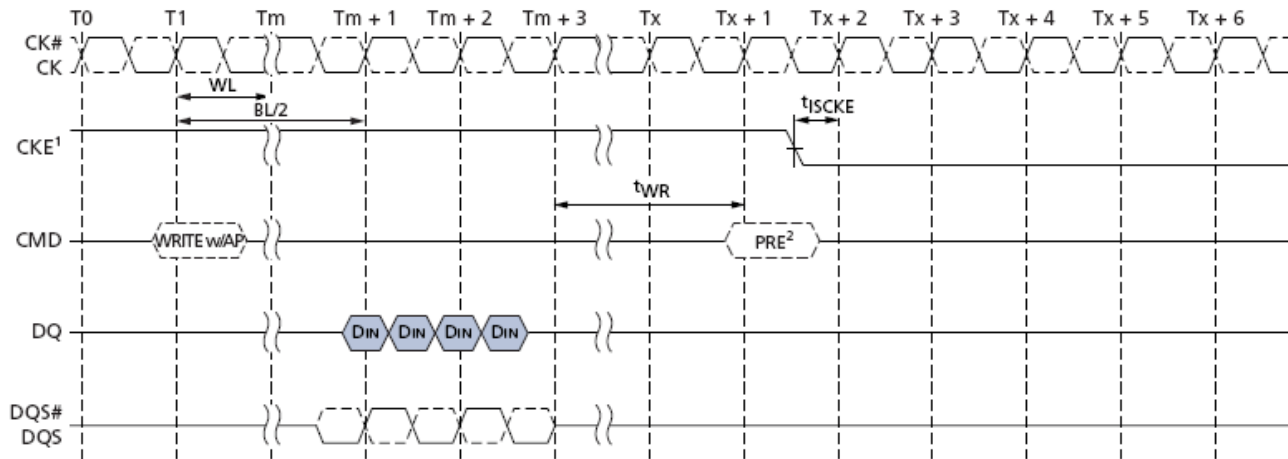 T0 T1 Tm Tm + 1 Tm + 2 Tm + 3 Tx Tx + 1 Tx + 2 Tx + 3 Tx + 4 Tx + 5 Tx + 6
CK#
CK
WL
BL/2
tISCKE
CKE¹
tWR
CMD WRITE w/AP PRE²
DQ DIN DIN DIN DIN
DQS#
DQS